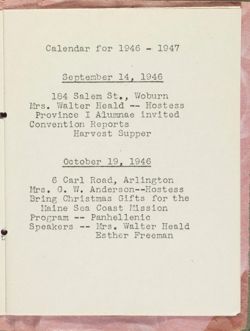 Calendar for 1946 - 1947
September 14, 1946
184 Salem St., Woburn
Mrs. Walter Heald -- Hostess
Province I Alumnae invited
Convention Reports
Harvest Supper
October 19, 1946
6 Carl Road, Arlington
Mrs. G. W. Anderson--Hostess
Bring Christmas Gifts for the
Maine Sea Coast Mission
Program -- Panhellenic
Speakers -- Mrs. Walter Heald
Esther Freeman